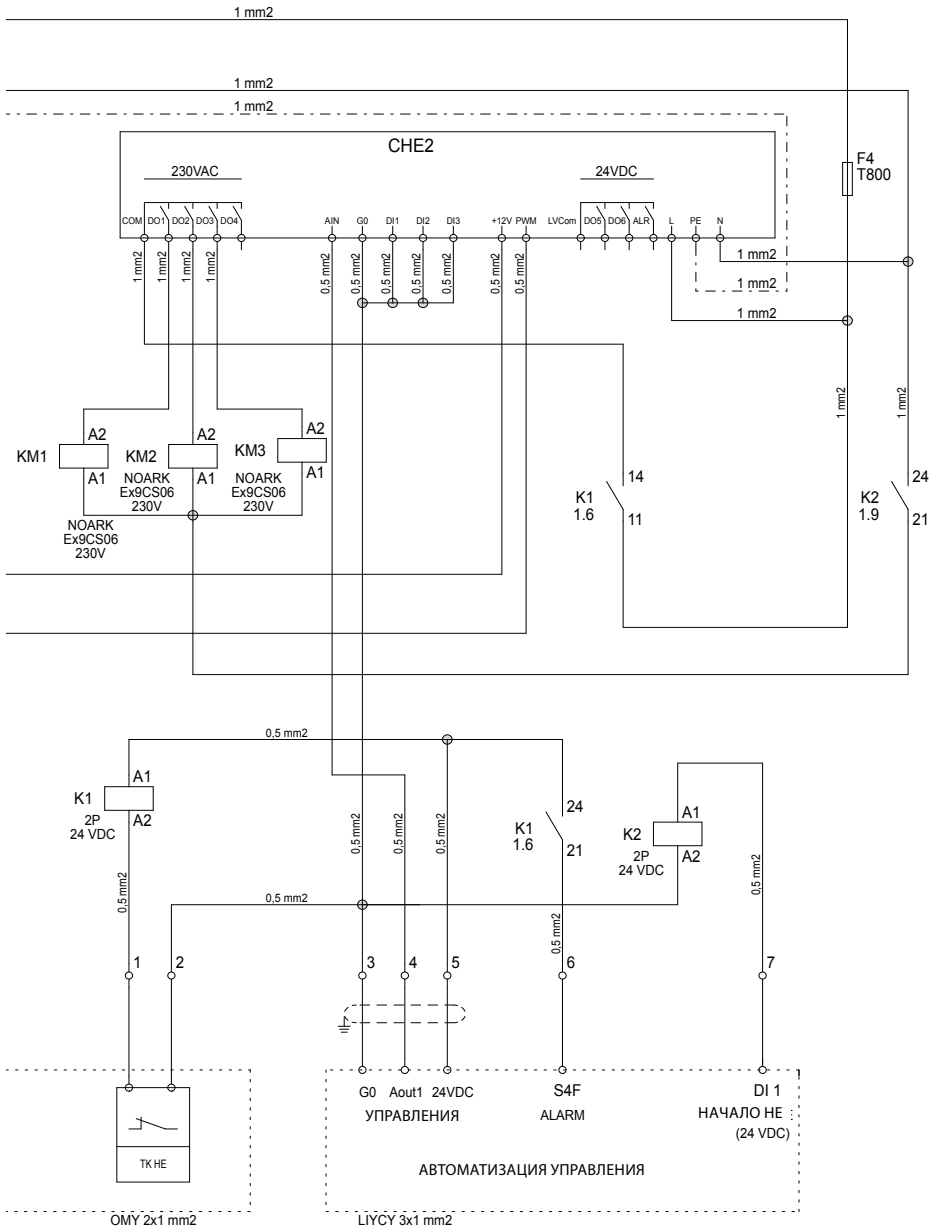 1 mm2
1 mm2
1 mm2
CHE2
230VAC
24VDC
F4
T800
COM DO1 DO2 DO3 DO4
AIN G0 DI1 DI2 DI3
+12V PWM
LVCom DO5 DO6 ALR L PE N
1 mm2
1 mm2
1 mm2
1 mm2
0,5 mm2
0,5 mm2
0,5 mm2
0,5 mm2
0,5 mm2
0,5 mm2
0,5 mm2
1 mm2
1 mm2
1 mm2
1 mm2
1 mm2
KM1
A2
A1
NOARK
Ex9CS06
230V
KM2
A2
A1
NOARK
Ex9CS06
230V
KM3
A2
A1
NOARK
Ex9CS06
230V
K1
1.6
14
11
K2
1.9
24
21
0,5 mm2
K1
2P
24 VDC
A1
A2
0,5 mm2
0,5 mm2
0,5 mm2
K1
1.6
24
21
K2
2P
24 VDC
A1
A2
0,5 mm2
0,5 mm2
0,5 mm2
0,5 mm2
1 2 3 4 5 6 7
G0 Aout1 24VDC
УПРАВЛЕНИЯ
S4F
ALARM
DI 1
НАЧАЛО HE :
(24 VDC)
TK HE
АВТОМАТИЗАЦИЯ УПРАВЛЕНИЯ
OMY 2x1 mm2
LIYCY 3x1 mm2